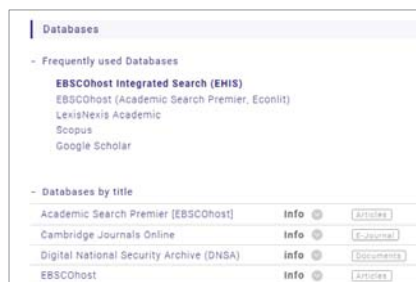 Databases
- Frequently used Databases
EBSCOhost Integrated Search (EHIS)
EBSCOhost (Academic Search Premier, Econlit)
LexisNexis Academic
Scopus
Google Scholar
- Databases by title
Academic Search Premier [EBSCOhost] Info Articles
Cambridge Journals Online Info E-Journal
Digital National Security Archive (DNSA) info Documents
EBSCOhost Info Articles